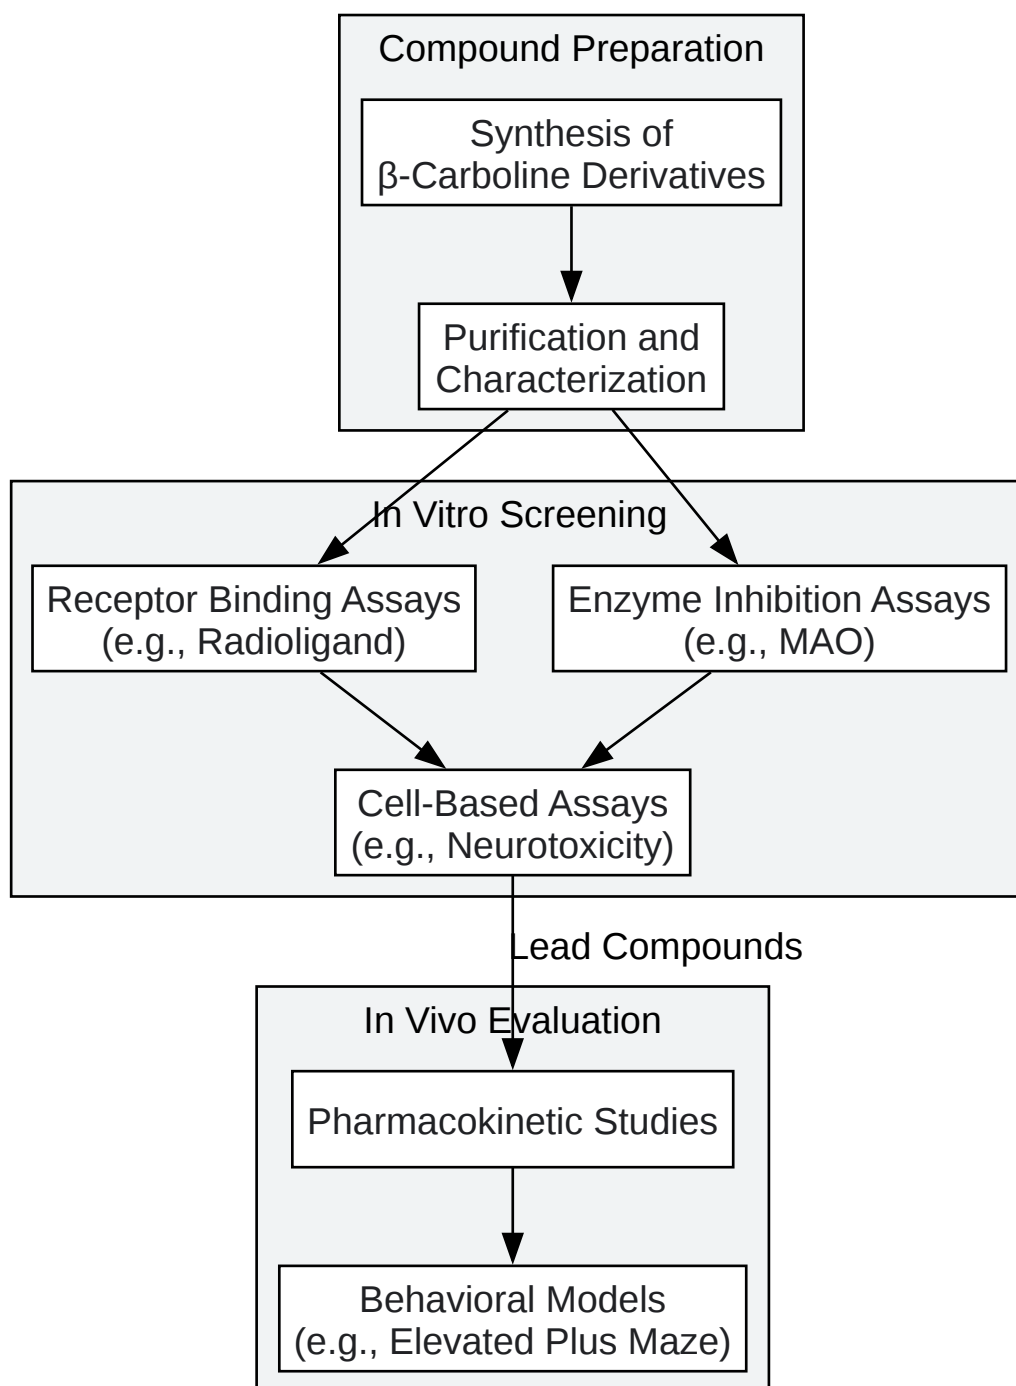 Compound Preparation
Synthesis of
β-Carboline Derivatives
Purification and
Characterization
In Vitro Screening
Receptor Binding Assays
(e.g., Radioligand)
Enzyme Inhibition Assays
(e.g., MAO)
Cell-Based Assays
(e.g., Neurotoxicity)
Lead Compounds
In Vivo Evaluation
Pharmacokinetic Studies
Behavioral Models
(e.g., Elevated Plus Maze)